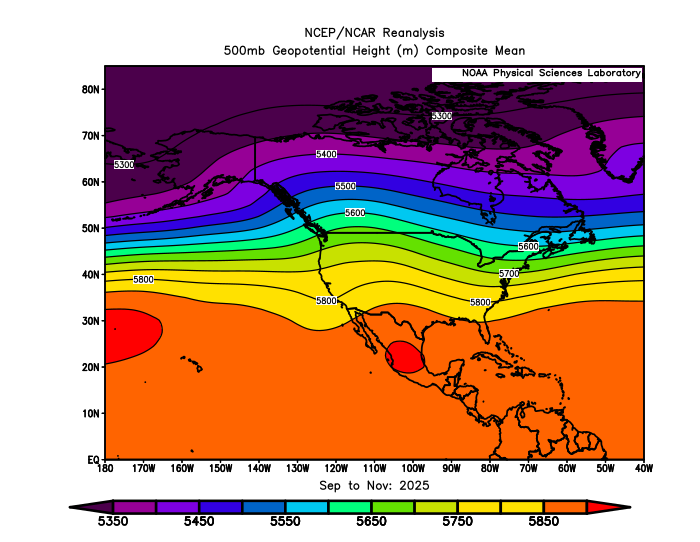 NCEP/NCAR Reanalysis
500mb Geopotential Height (m) Composite Mean
NOAA Physical Sciences Laboratory
80N
5300
70N
5400
5300
60N
5500
5600
50N
5600
5700
40N
5800
5800
5800
30N
20N
10N
EQ
180 170W 160W 150W 140W 130W 120W 110W 100W 90W 80W 70W 60W 50W 40W
Sep to Nov: 2025
5350 5450 5550 5650 5750 5850